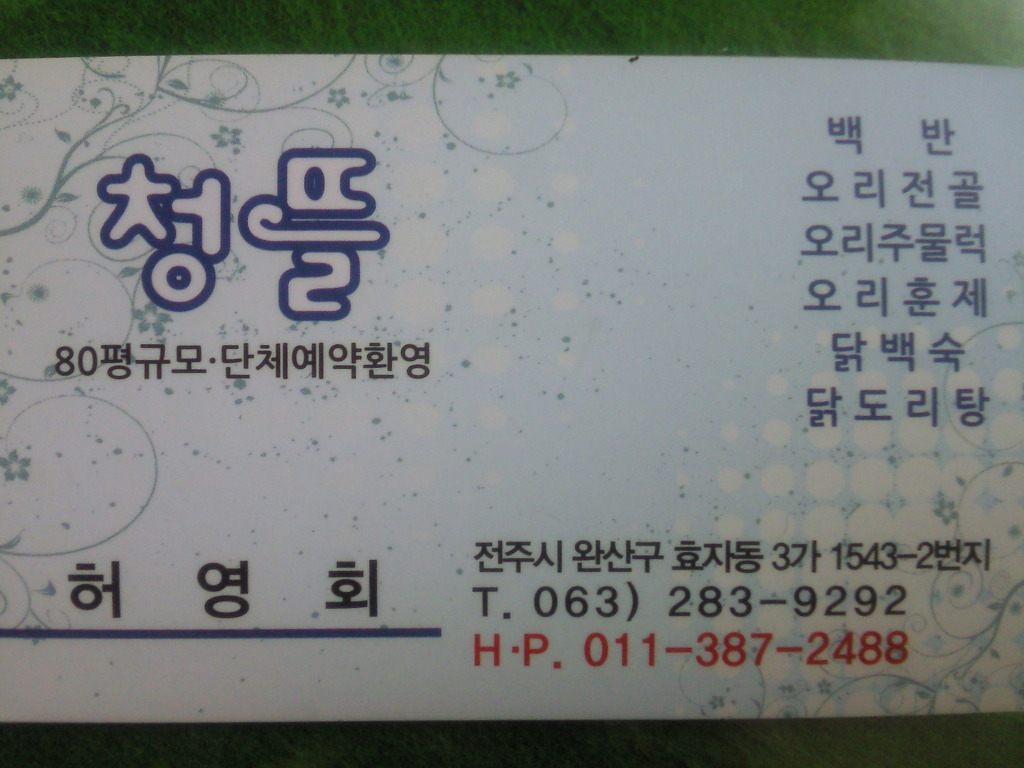 청뜰
80평규모·단체예약환영
백 반
오리전골
오리주물럭
오리훈제
닭백숙
닭도리탕
허 영 회
전주시 완산구 효자동 3가 1543-2번지
T. 063) 283-9292
H·P. 011-387-2488